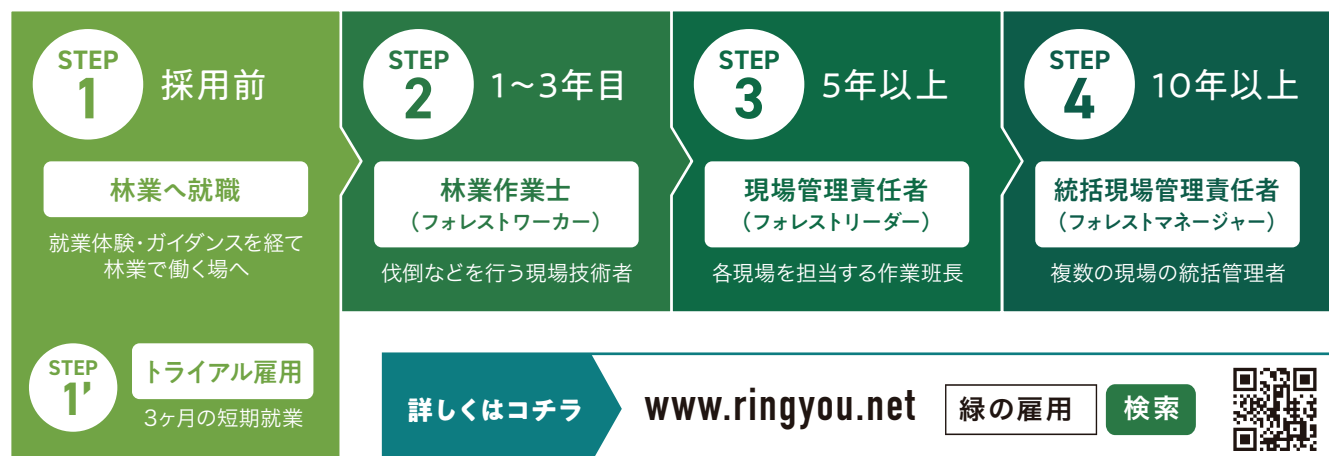 STEP
1
採用前
林業へ就職
就業体験・ガイダンスを経て
林業で働く場へ
STEP
1’
トライアル雇用
3ヶ月の短期就業
STEP
2
1〜3年目
林業作業士
（フォレストワーカー）
伐倒などを行う現場技術者
STEP
3
5年以上
現場管理責任者
（フォレストリーダー）
各現場を担当する作業班長
STEP
4
10年以上
統括現場管理責任者
（フォレストマネージャー）
複数の現場の統括管理者
詳しくはコチラ
www.ringyou.net
緑の雇用
検索